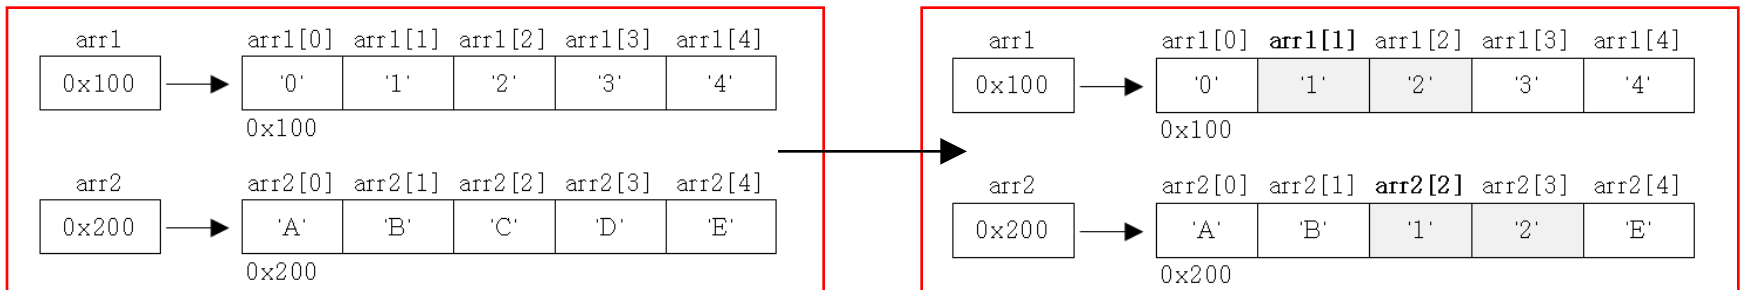 arr1 arr1[0] arr1[1] arr1[2] arr1[3] arr1[4]
0x100 '0' '1' '2' '3' '4'
0x100
arr2 arr2[0] arr2[1] arr2[2] arr2[3] arr2[4]
0x200 'A' 'B' 'C' 'D' 'E'
0x200
arr1 arr1[0] arr1[1] arr1[2] arr1[3] arr1[4]
0x100 '0' '1' '2' '3' '4'
0x100
arr2 arr2[0] arr2[1] arr2[2] arr2[3] arr2[4]
0x200 'A' 'B' '1' '2' 'E'
0x200